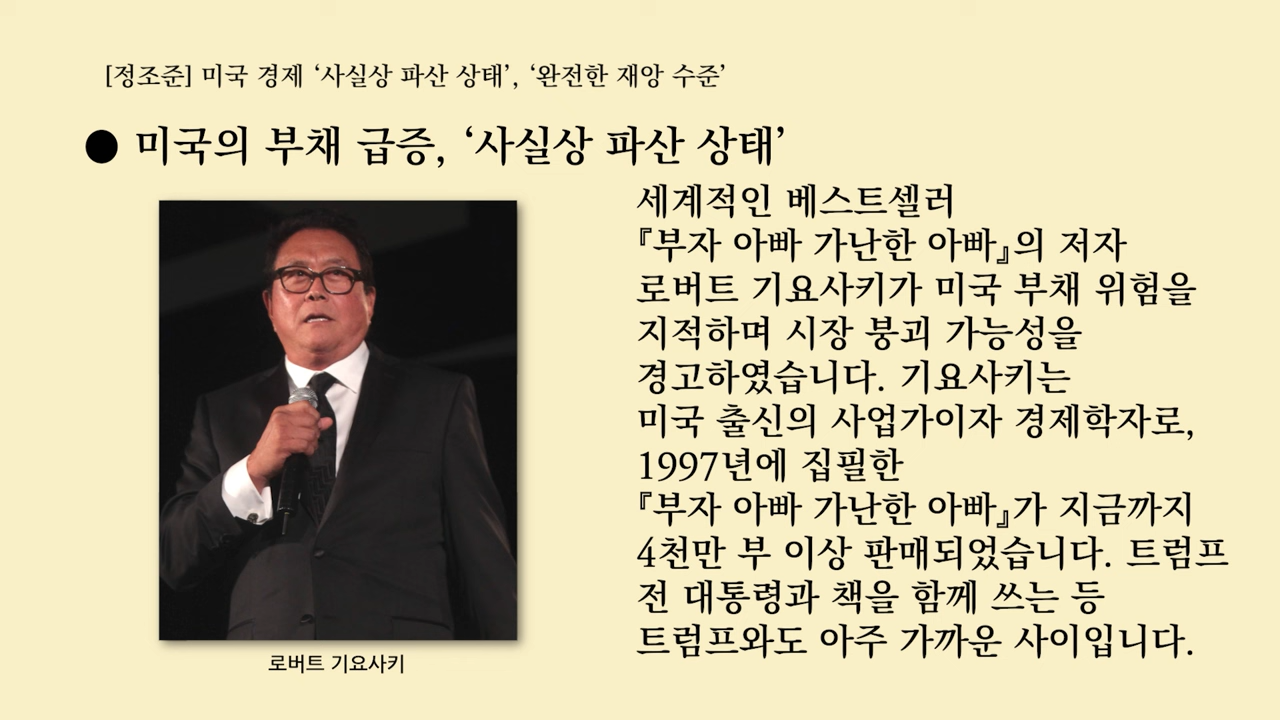 [정조준] 미국 경제 ‘사실상 파산 상태’, ‘완전한 재앙 수준’
● 미국의 부채 급증, ‘사실상 파산 상태’
세계적인 베스트셀러
『부자 아빠 가난한 아빠』의 저자
로버트 기요사키가 미국 부채 위험을
지적하며 시장 붕괴 가능성을
경고하였습니다. 기요사키는
미국 출신의 사업가이자 경제학자로,
1997년에 집필한
『부자 아빠 가난한 아빠』가 지금까지
4천만 부 이상 판매되었습니다. 트럼프
전 대통령과 책을 함께 쓰는 등
트럼프와도 아주 가까운 사이입니다.
로버트 기요사키